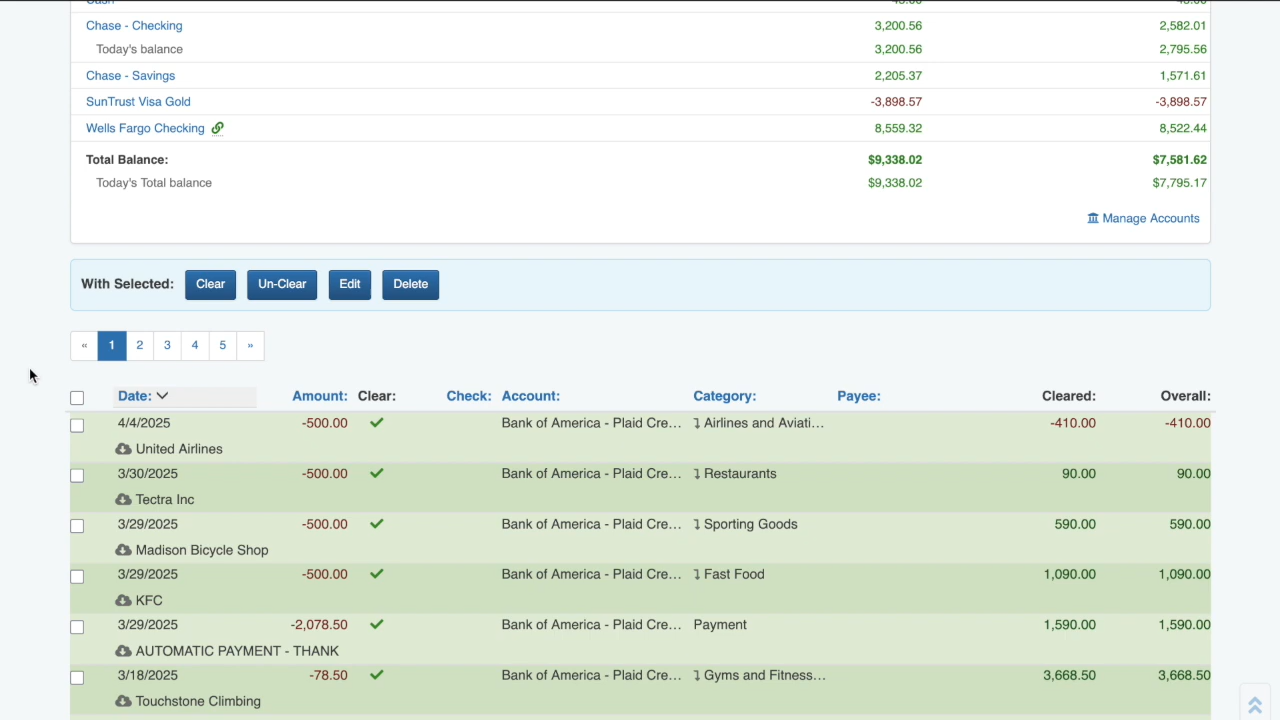 Cash 45.00 45.00
Chase - Checking 3,200.56 2,582.01
Today's balance 3,200.56 2,795.56
Chase - Savings 2,205.37 1,571.61
SunTrust Visa Gold -3,898.57 -3,898.57
Wells Fargo Checking 8,559.32 8,522.44
Total Balance: $9,338.02 $7,581.62
Today's Total balance $9,338.02 $7,795.17
Manage Accounts
With Selected: Clear Un-Clear Edit Delete
« 1 2 3 4 5 »
Date: Amount: Clear: Check: Account: Category: Payee: Cleared: Overall:
4/4/2025 -500.00 Bank of America - Plaid Cre... Airlines and Aviati... -410.00 -410.00
United Airlines
3/30/2025 -500.00 Bank of America - Plaid Cre... Restaurants 90.00 90.00
Tectra Inc
3/29/2025 -500.00 Bank of America - Plaid Cre... Sporting Goods 590.00 590.00
Madison Bicycle Shop
3/29/2025 -500.00 Bank of America - Plaid Cre... Fast Food 1,090.00 1,090.00
KFC
3/29/2025 -2,078.50 Bank of America - Plaid Cre... Payment 1,590.00 1,590.00
AUTOMATIC PAYMENT - THANK
3/18/2025 -78.50 Bank of America - Plaid Cre... Gyms and Fitness... 3,668.50 3,668.50
Touchstone Climbing